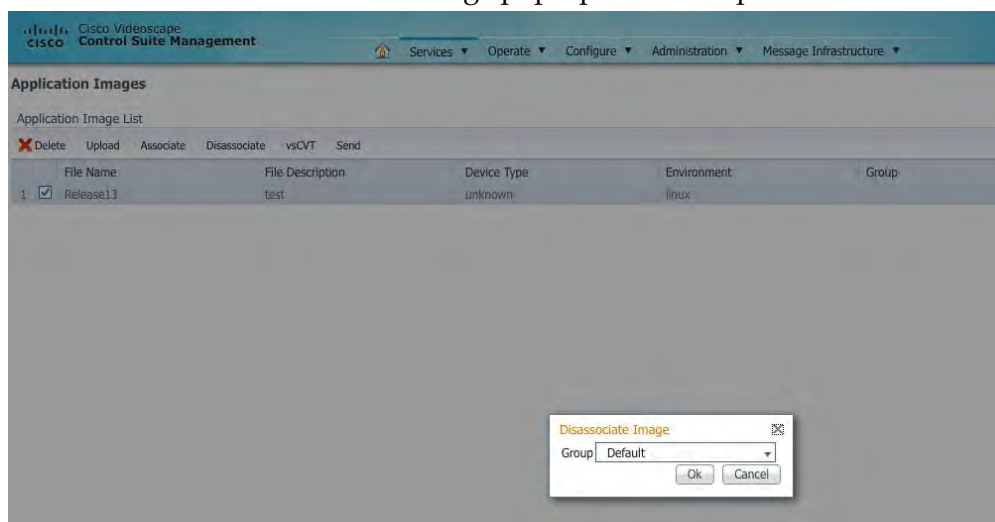 Cisco Videoscape
CISCO Control Suite Management
Services Operate Configure Administration Message Infrastructure
Application Images
Application Image List
Delete Upload Associate Disassociate vsCVT Send
File Name File Description Device Type Environment Group
1 Release13 test unknown linux
Disassociate Image
Group Default
Ok Cancel